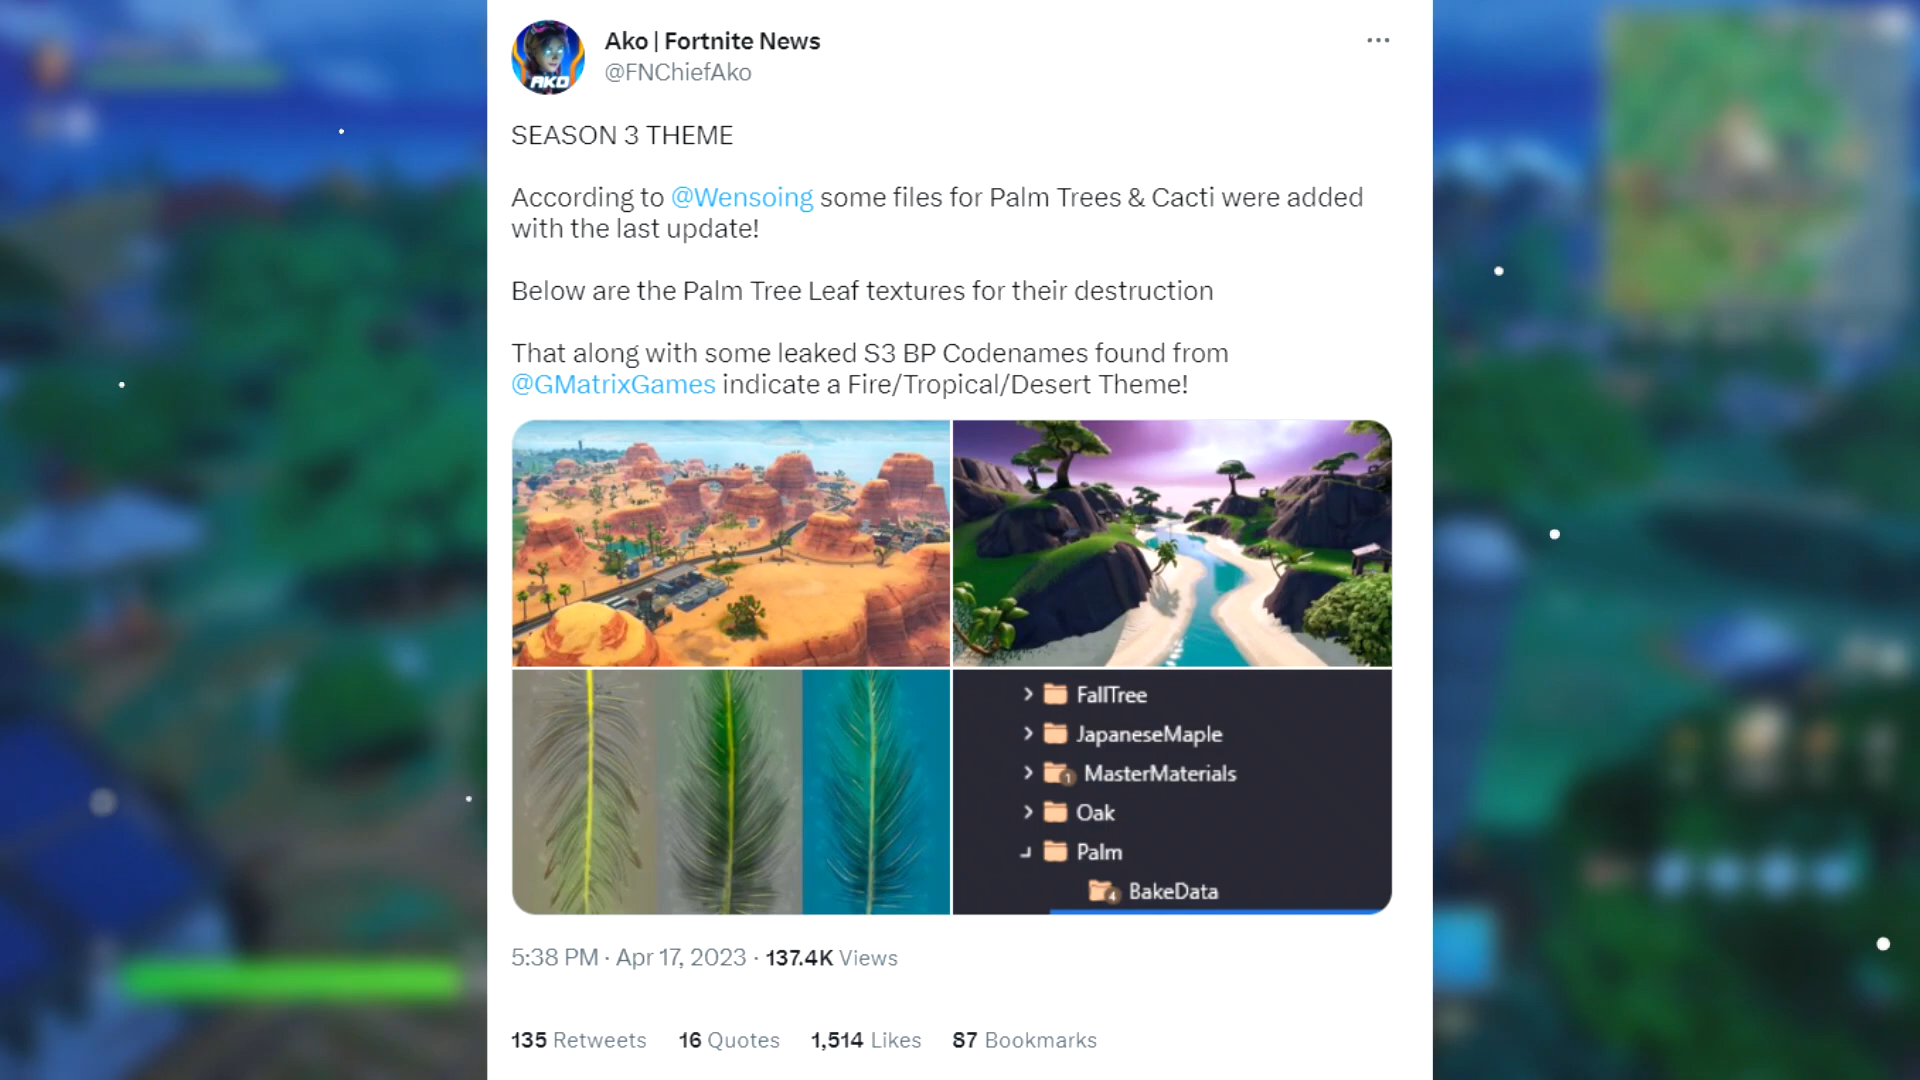 Ako | Fortnite News
@FNChiefAko
AKO
SEASON 3 THEME
According to @Wensoing some files for Palm Trees & Cacti were added
with the last update!
Below are the Palm Tree Leaf textures for their destruction
That along with some leaked S3 BP Codenames found from
@GMatrixGames indicate a Fire/Tropical/Desert Theme!
FallTree
JapaneseMaple
1 MasterMaterials
Oak
Palm
4 BakeData
5:38 PM · Apr 17, 2023 · 137.4K Views
135 Retweets 16 Quotes 1,514 Likes 87 Bookmarks